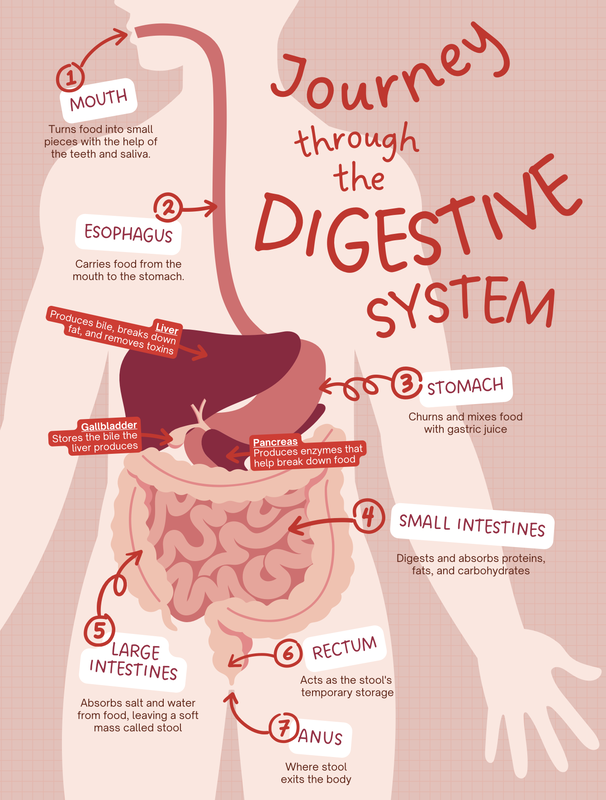 Journey
through
the
DIGESTIVE
SYSTEM
1
MOUTH
Turns food into small
pieces with the help of
the teeth and saliva.
2
ESOPHAGUS
Carries food from the
mouth to the stomach.
Liver
Produces bile, breaks down
fat, and removes toxins
3
STOMACH
Churns and mixes food
with gastric juice
Gallbladder
Stores the bile the
liver produces
Pancreas
Produces enzymes that
help break down food
4
SMALL INTESTINES
Digests and absorbs proteins,
fats, and carbohydrates
5
LARGE
INTESTINES
Absorbs salt and water
from food, leaving a soft
mass called stool
6
RECTUM
Acts as the stool's
temporary storage
7
ANUS
Where stool
exits the body